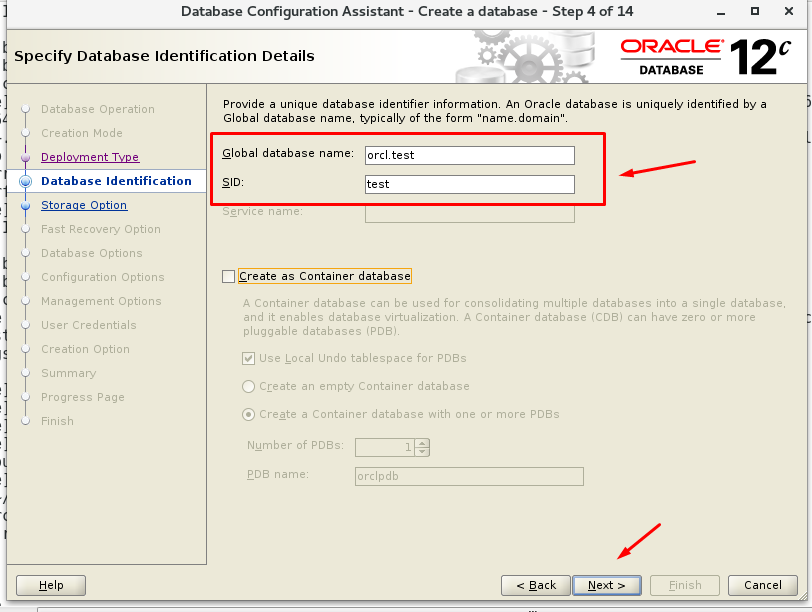 Database Configuration Assistant - Create a database - Step 4 of 14
Specify Database Identification Details
ORACLE®
DATABASE
12c
Database Operation
Creation Mode
Deployment Type
Database Identification
Storage Option
Fast Recovery Option
Database Options
Configuration Options
Management Options
User Credentials
Creation Option
Summary
Progress Page
Finish
Provide a unique database identifier information. An Oracle database is uniquely identified by a
Global database name, typically of the form "name.domain".
Global database name: orcl.test
SID: test
Service name:
Create as Container database
A Container database can be used for consolidating multiple databases into a single database,
and it enables database virtualization. A Container database (CDB) can have zero or more
pluggable databases (PDB).
Use Local Undo tablespace for PDBs
Create an empty Container database
Create a Container database with one or more PDBs
Number of PDBs: 1
PDB name: orclpdb
Help
< Back
Next >
Finish
Cancel